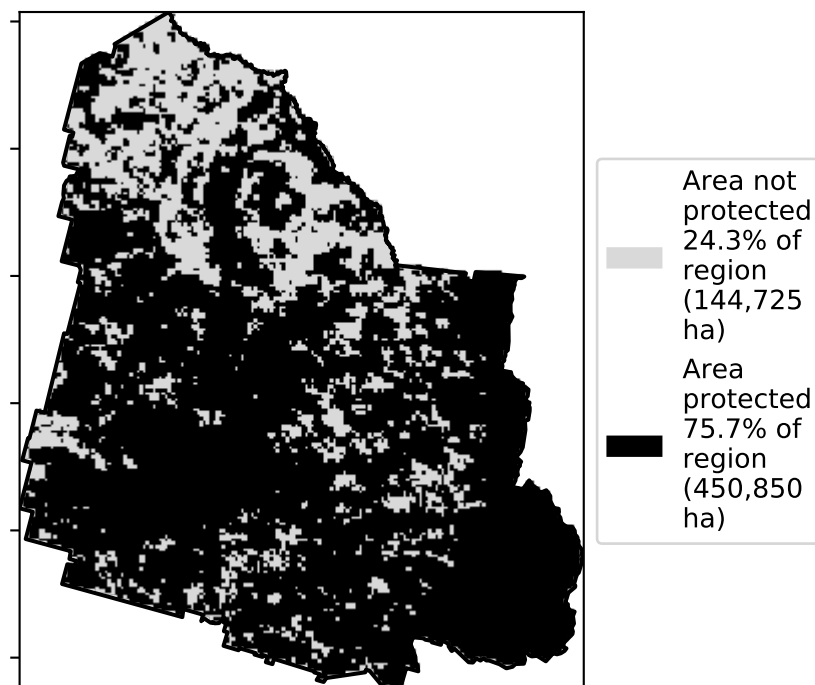 Area not
protected
24.3% of
region
(144,725
ha)
Area
protected
75.7% of
region
(450,850
ha)